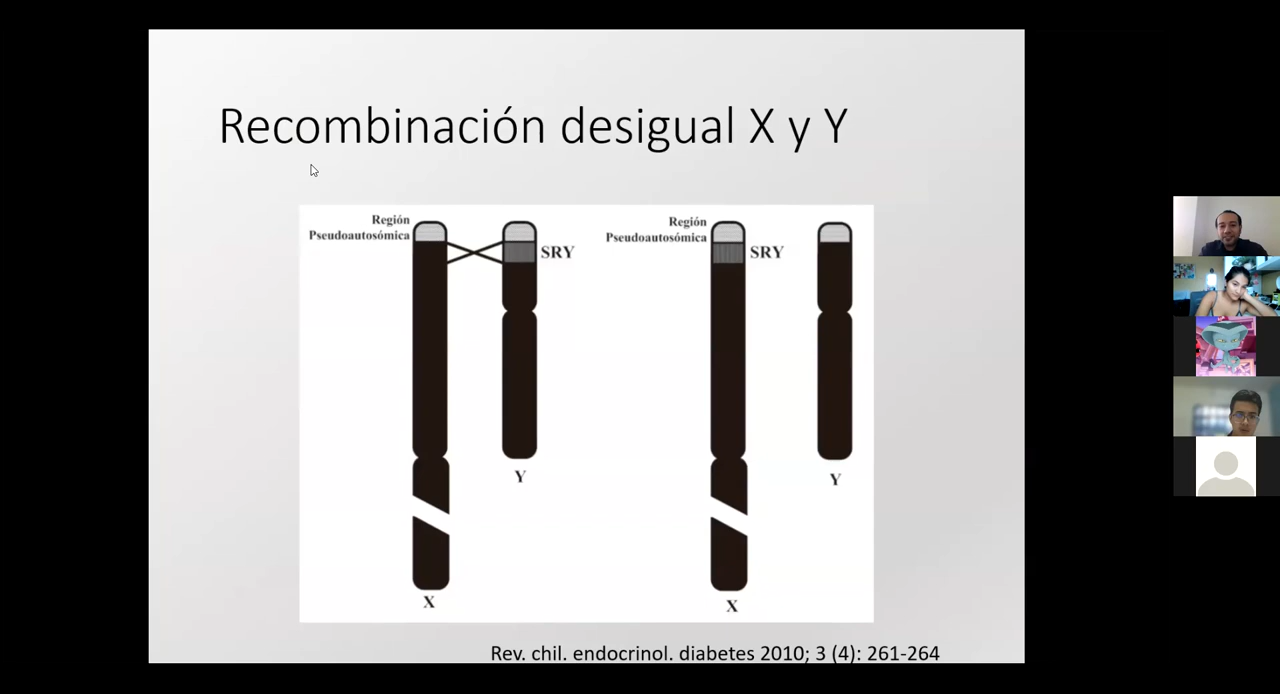 Recombinación desigual X y Y
Región
Pseudoautosómica
SRY
Y
X
Región
Pseudoautosómica
SRY
Y
X
Rev. chil. endocrinol. diabetes 2010; 3 (4): 261-264